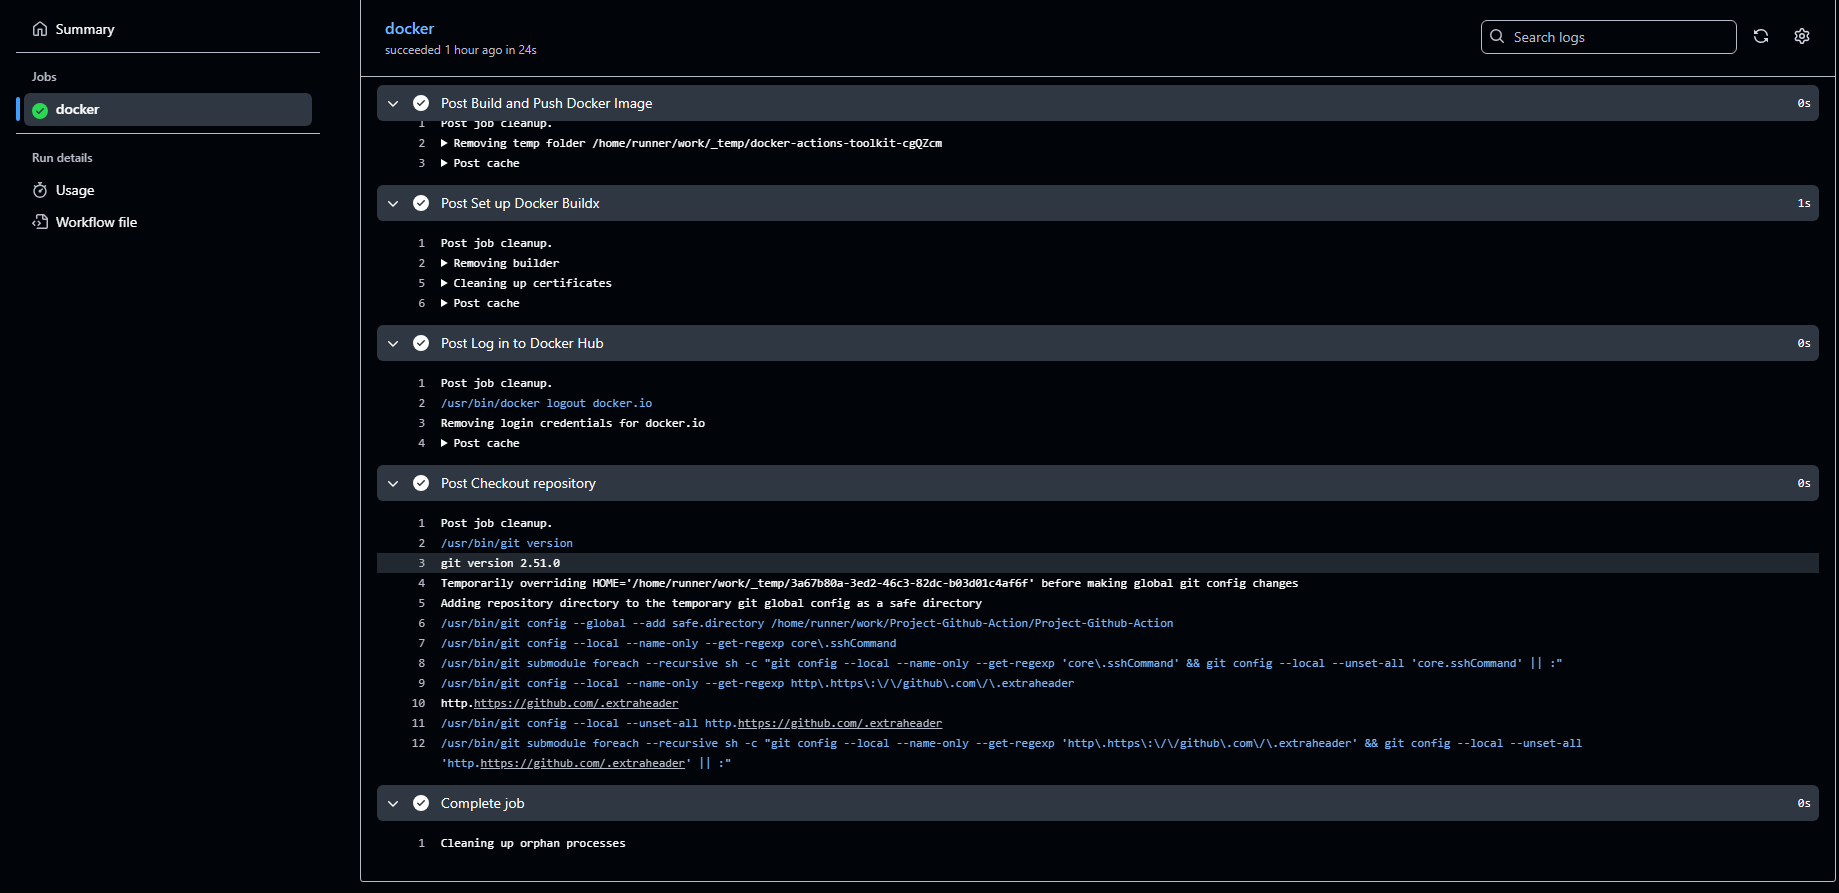 Summary
Jobs
docker
Run details
Usage
Workflow file
docker
succeeded 1 hour ago in 24s
Search logs
Post Build and Push Docker Image 0s
1 Post job cleanup.
2 Removing temp folder /home/runner/work/_temp/docker-actions-toolkit-cgQZcm
3 Post cache
Post Set up Docker Buildx 1s
1 Post job cleanup.
2 Removing builder
5 Cleaning up certificates
6 Post cache
Post Log in to Docker Hub 0s
1 Post job cleanup.
2 /usr/bin/docker logout docker.io
3 Removing login credentials for docker.io
4 Post cache
Post Checkout repository 0s
1 Post job cleanup.
2 /usr/bin/git version
3 git version 2.51.0
4 Temporarily overriding HOME='/home/runner/work/_temp/3a67b80a-3ed2-46c3-82dc-b03d01c4af6f' before making global git config changes
5 Adding repository directory to the temporary git global config as a safe directory
6 /usr/bin/git config --global --add safe.directory /home/runner/work/Project-Github-Action/Project-Github-Action
7 /usr/bin/git config --local --name-only --get-regexp core\.sshCommand
8 /usr/bin/git submodule foreach --recursive sh -c "git config --local --name-only --get-regexp 'core\.sshCommand' && git config --local --unset-all 'core.sshCommand' || :"
9 /usr/bin/git config --local --name-only --get-regexp http\.https\:\/\/github\.com\/\.extraheader
10 http.https://github.com/.extraheader
11 /usr/bin/git config --local --unset-all http.https://github.com/.extraheader
12 /usr/bin/git submodule foreach --recursive sh -c "git config --local --name-only --get-regexp 'http\.https\:\/\/github\.com\/\.extraheader' && git config --local --unset-all
'http.https://github.com/.extraheader' || :"
Complete job 0s
1 Cleaning up orphan processes